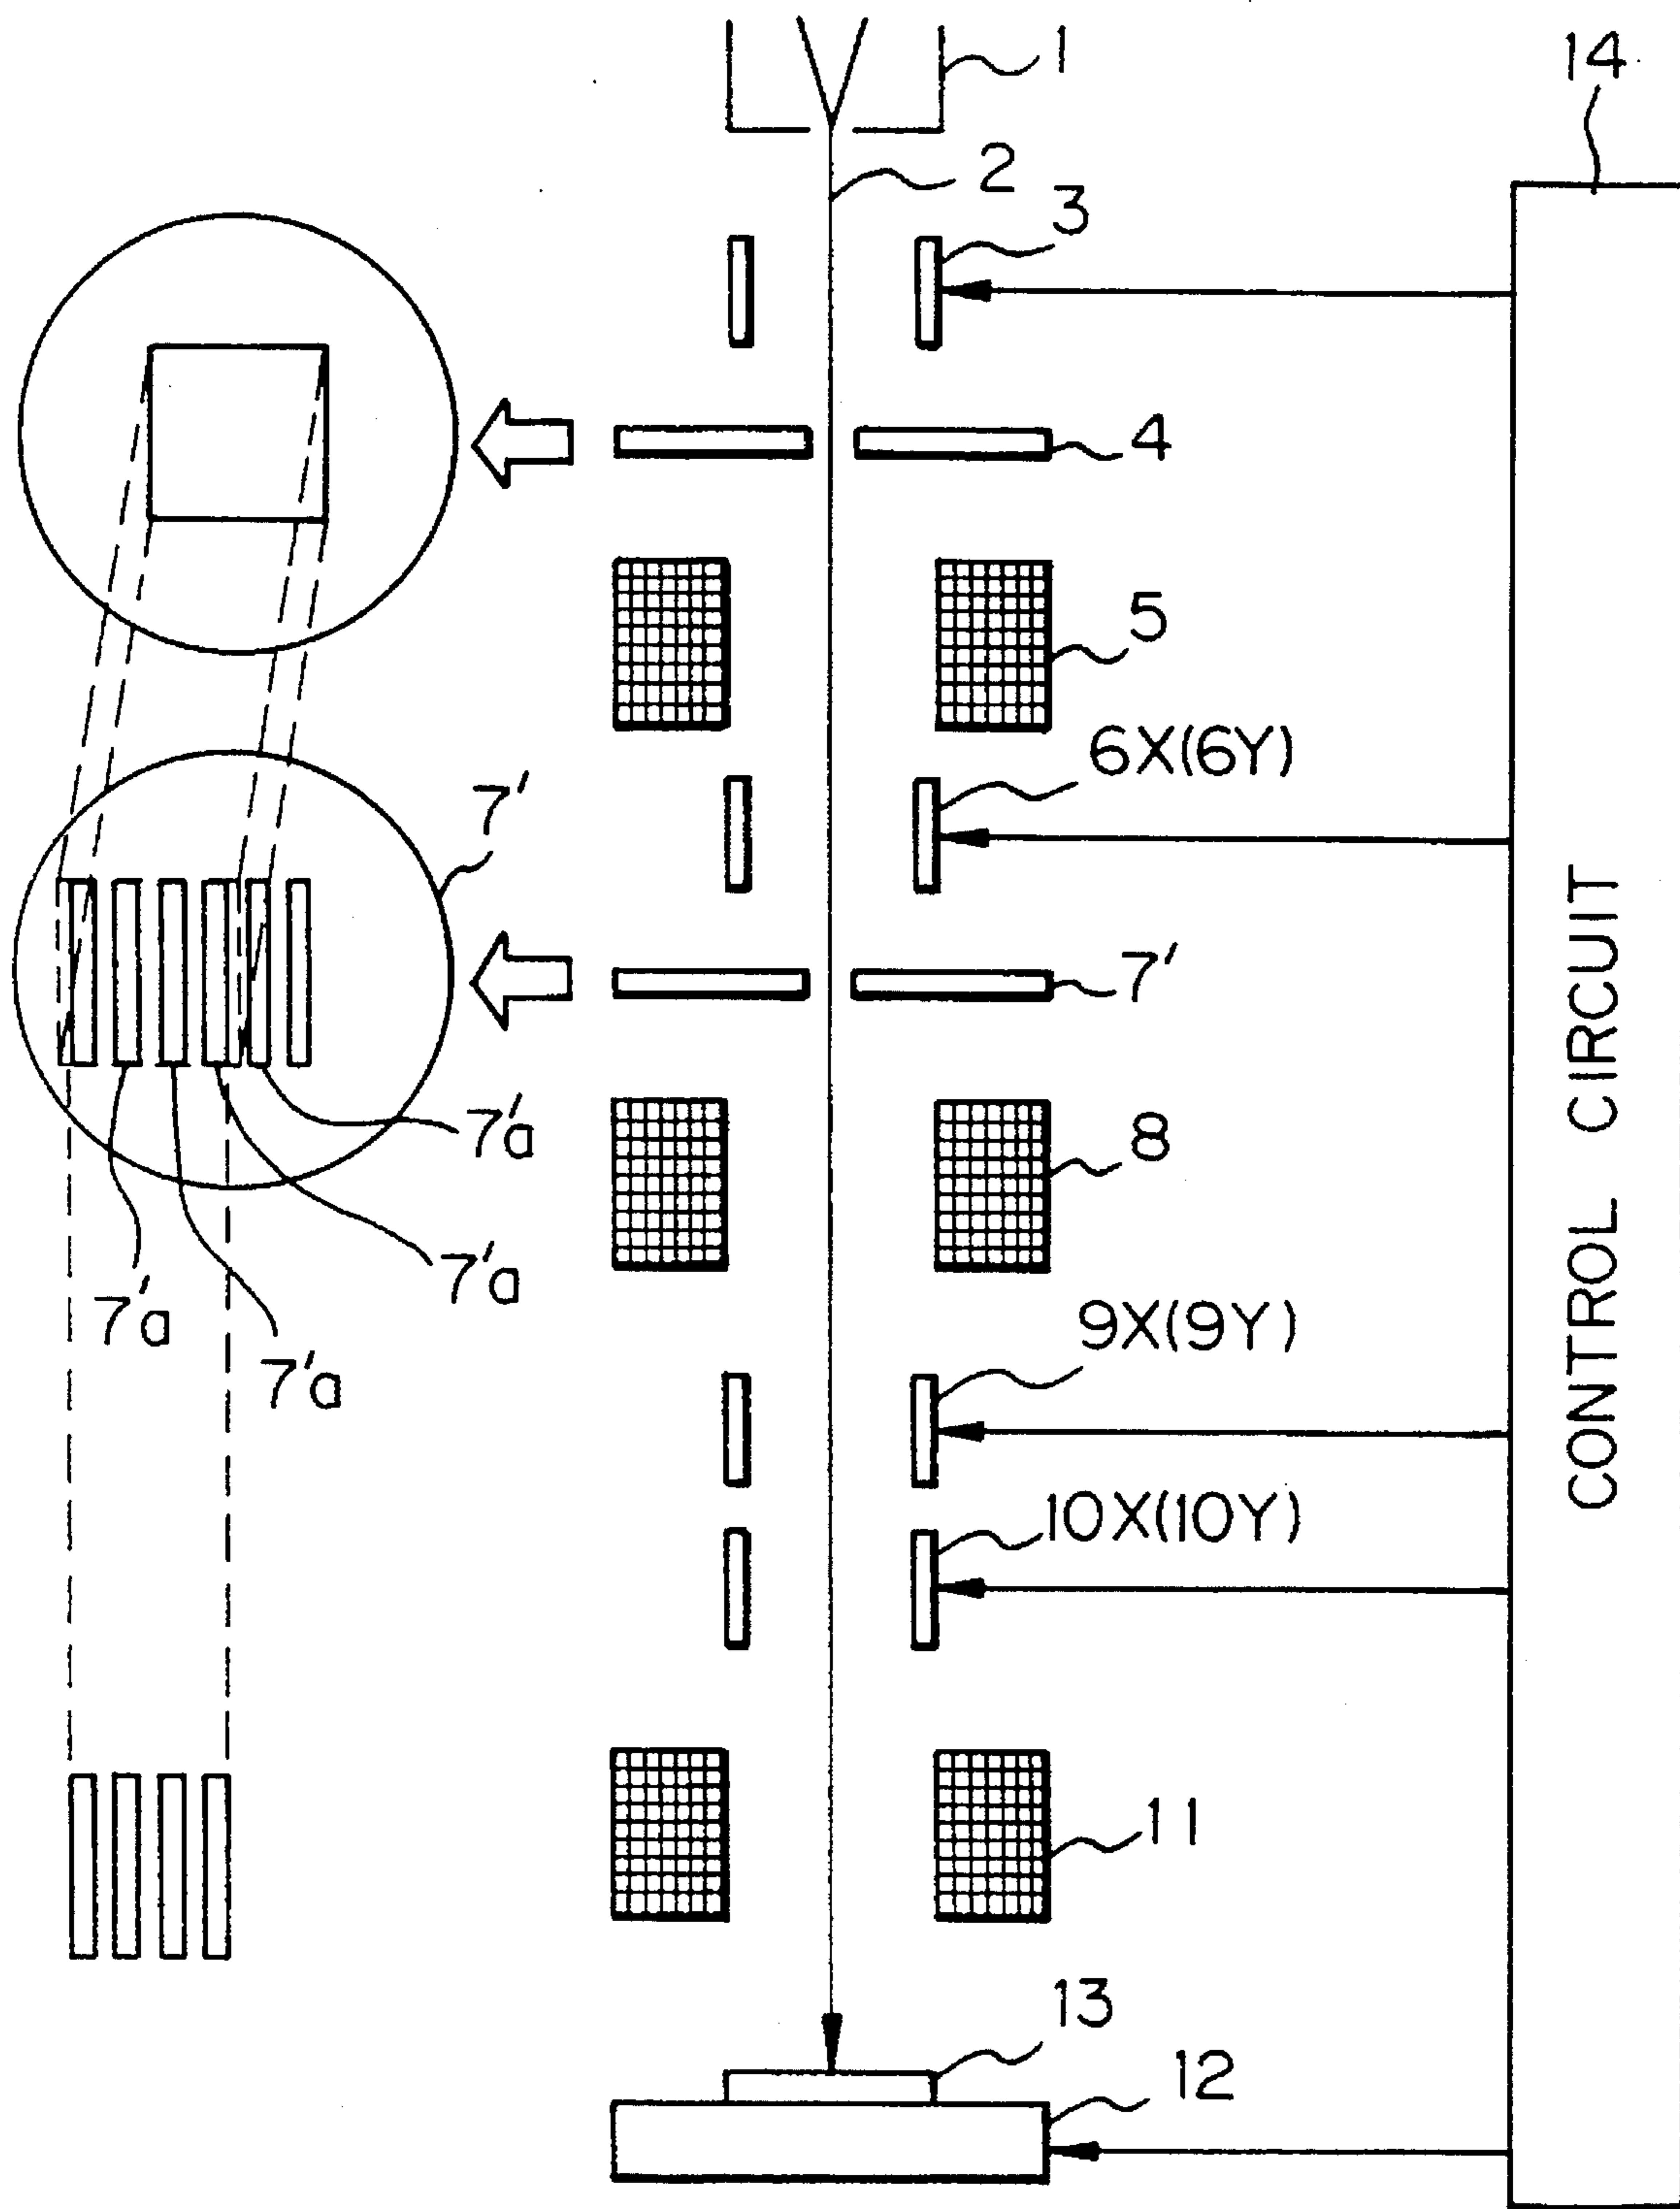 1
14
2
3
4
5
6X(6Y)
7'
7'
7'a
8
7'a
7'a
7'a
9X(9Y)
10X(10Y)
CONTROL CIRCUIT
11
13
12